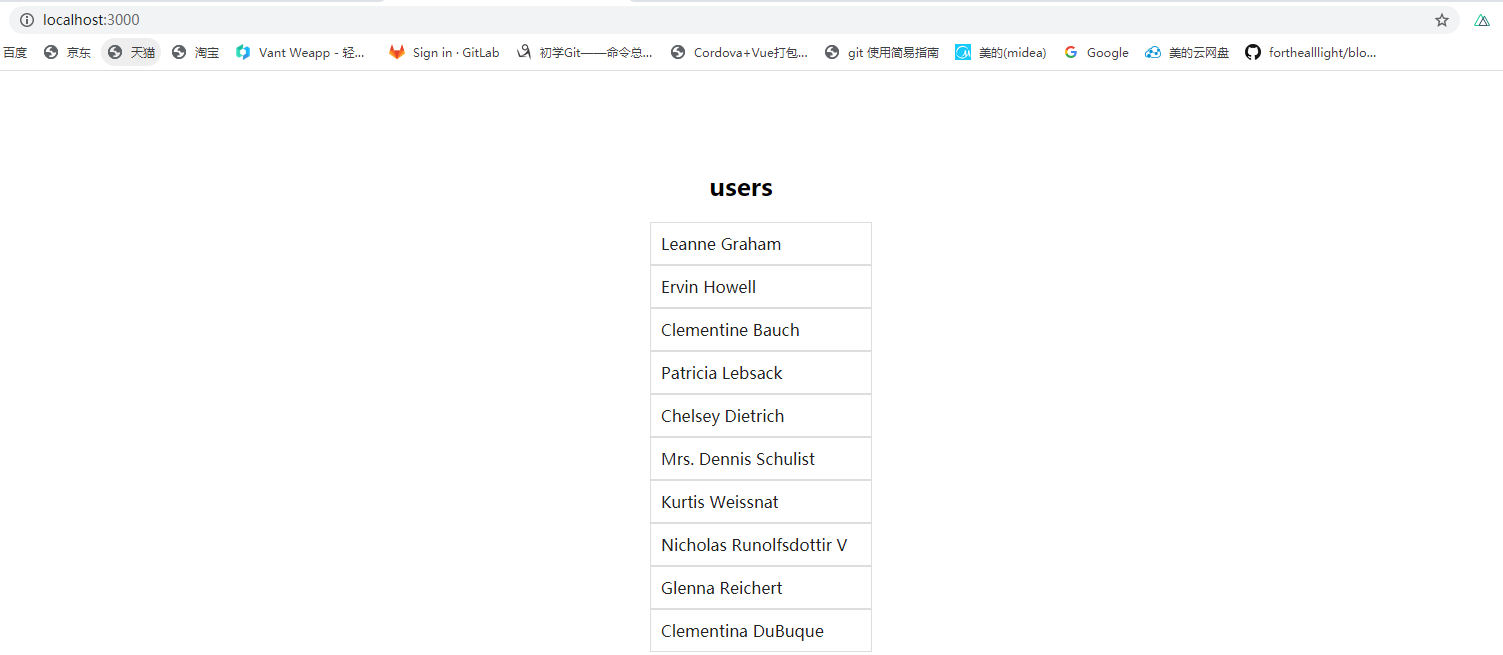 localhost:3000
百度 京东 天猫 淘宝 Vant Weapp - 轻... Sign in · GitLab 初学Git——命令总... Cordova+Vue打包... git 使用简易指南 美的(midea) Google 美的云网盘 forthealllight/blo...
users
Leanne Graham
Ervin Howell
Clementine Bauch
Patricia Lebsack
Chelsey Dietrich
Mrs. Dennis Schulist
Kurtis Weissnat
Nicholas Runolfsdottir V
Glenna Reichert
Clementina DuBuque